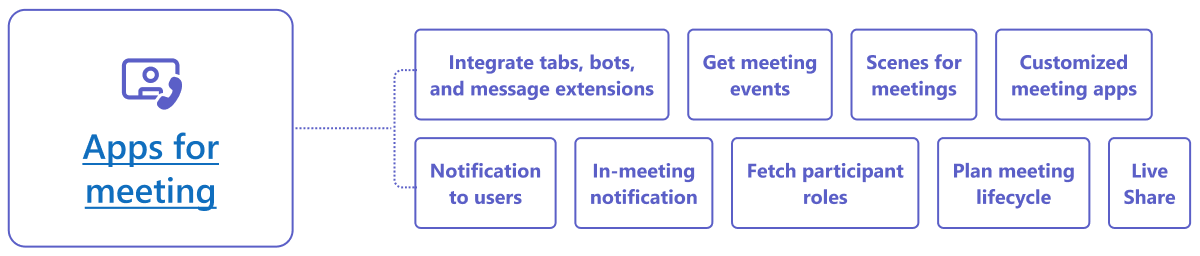 Apps for
meeting
Integrate tabs, bots,
and message extensions
Get meeting
events
Scenes for
meetings
Customized
meeting apps
Notification
to users
In-meeting
notification
Fetch participant
roles
Plan meeting
lifecycle
Live
Share